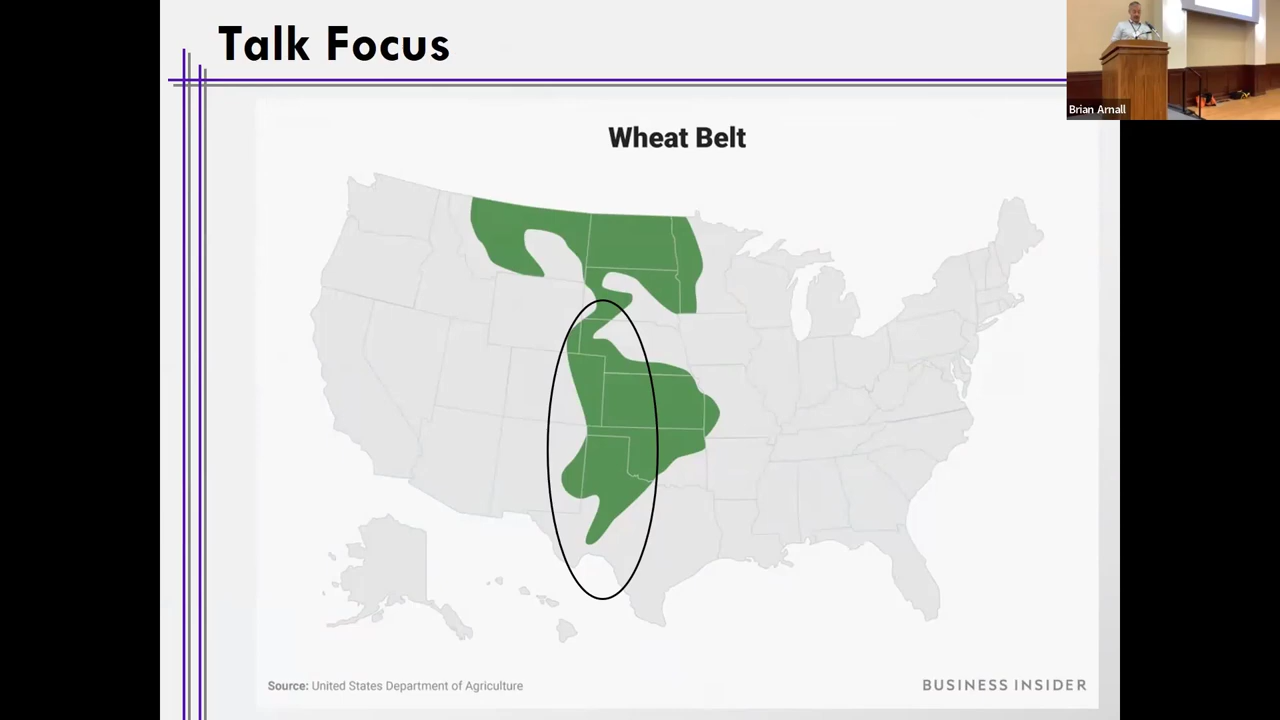 Talk Focus
Brian Arnall
Wheat Belt
Source: United States Department of Agriculture
BUSINESS INSIDER